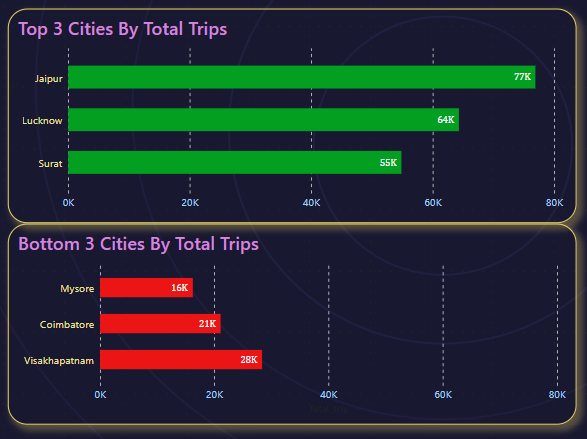 Top 3 Cities By Total Trips
Jaipur 77K
Lucknow 64K
Surat 55K
0K 20K 40K 60K 80K
Bottom 3 Cities By Total Trips
Mysore 16K
Coimbatore 21K
Visakhapatnam 28K
0K 20K 40K 60K 80K